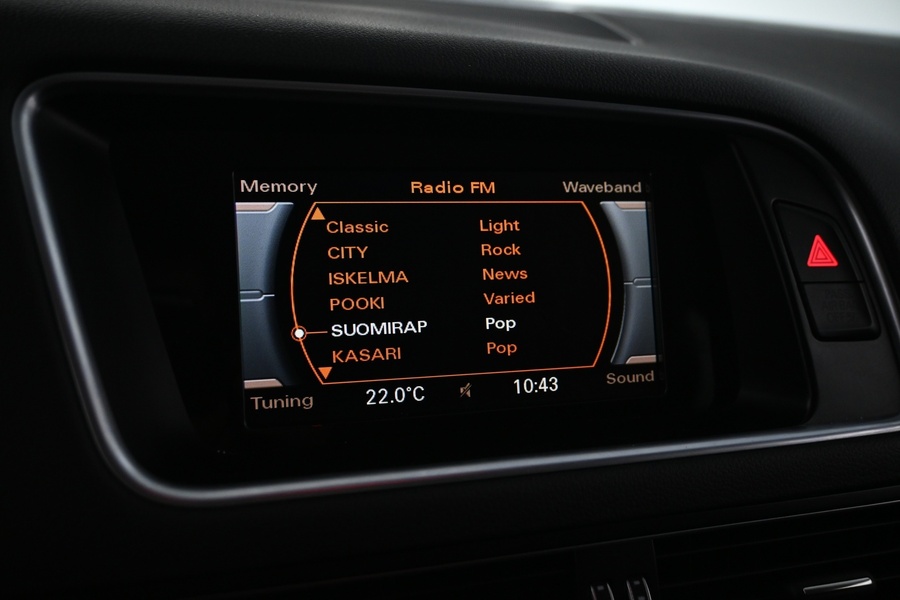 Memory Radio FM Waveband
Classic Light
CITY Rock
ISKELMA News
POOKI Varied
SUOMIRAP Pop
KASARI Pop
Tuning 22.0°C 10:43 Sound